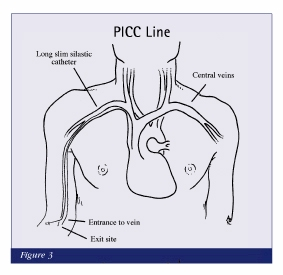 PICC Line
Long slim silastic
catheter
Central veins
Entrance to vein
Exit site
Figure 3